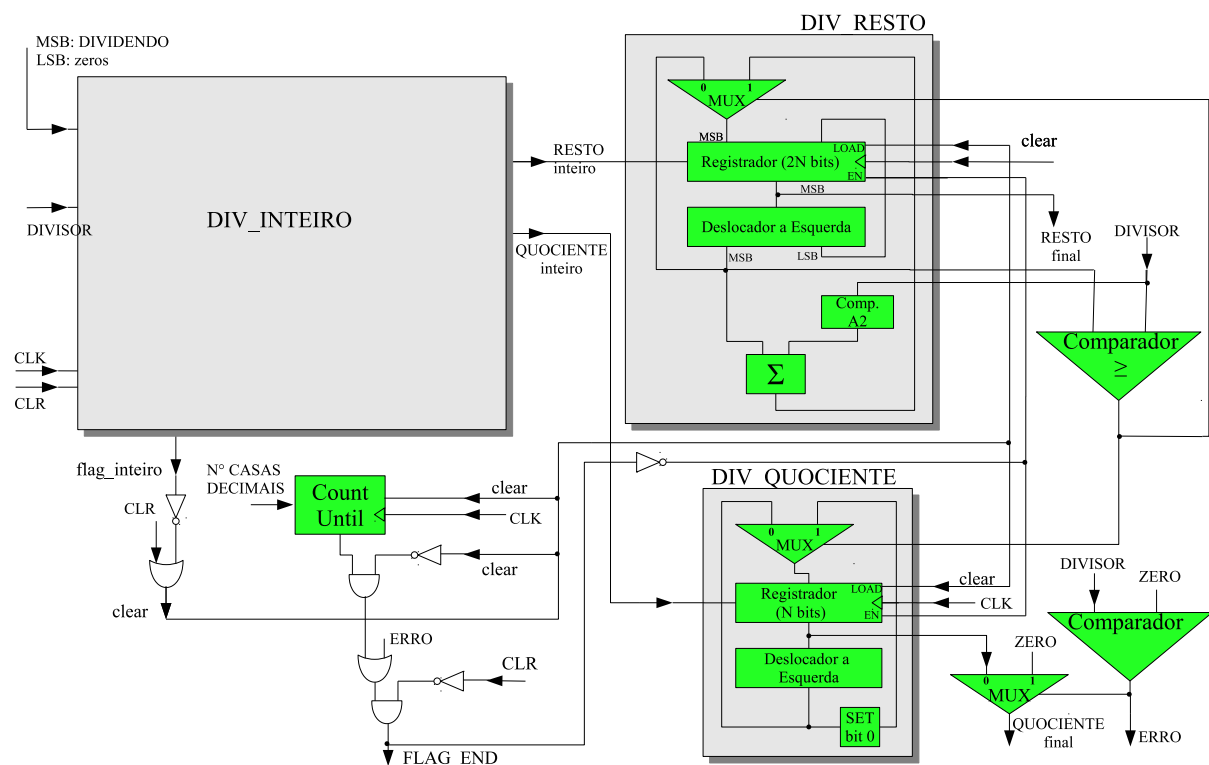 DIV_RESTO
MSB: DIVIDENDO
LSB: zeros
0
1
MUX
MSB
LOAD
Registrador (2N bits)
EN
clear
RESTO
inteiro
MSB
DIV_INTEIRO
DIVISOR
Deslocador a Esquerda
RESTO
final
DIVISOR
QUOCIENTE
inteiro
MSB
LSB
Comp.
A2
Comparador
≥
Σ
CLK
CLR
flag_inteiro
N° CASAS
DECIMAIS
CLR
Count
Until
clear
CLK
clear
clear
DIV_QUOCIENTE
0
1
MUX
LOAD
Registrador
(N bits)
EN
clear
CLK
DIVISOR
ZERO
Comparador
ERRO
CLR
Deslocador a
Esquerda
ZERO
0
1
MUX
SET
bit 0
QUOCIENTE
final
ERRO
FLAG_END